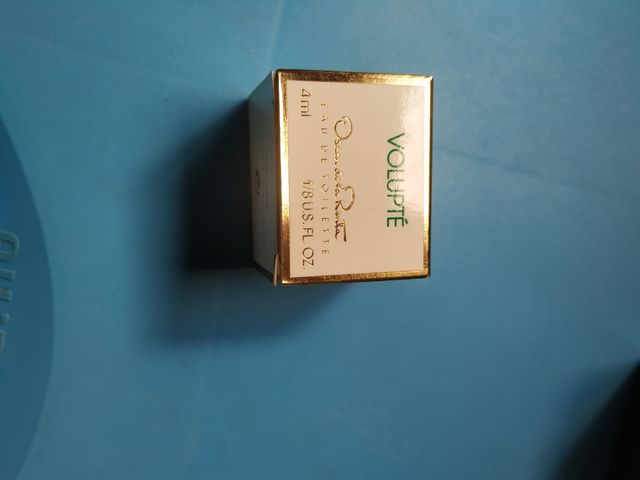 VOLUPTÉ
Oscar de la Renta
EAU DE TOILETTE
4ml 1/8 U.S.FL.OZ.